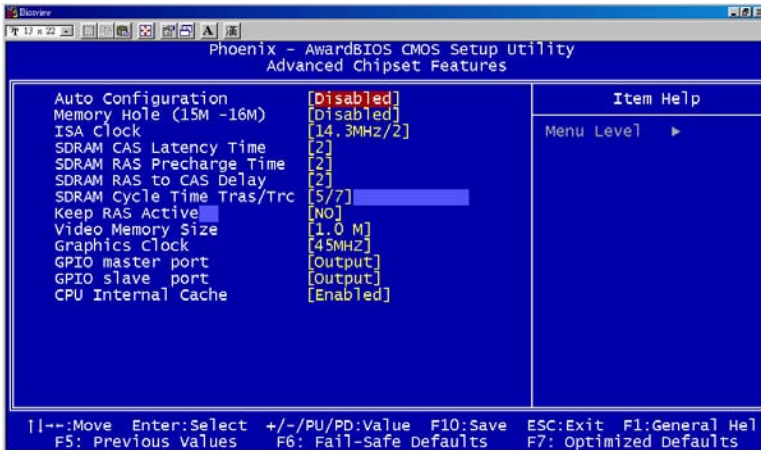 Biosview
13 x 22
A 漢
Phoenix - AwardBIOS CMOS Setup Utility
Advanced Chipset Features
Auto Configuration [Disabled]
Memory Hole (15M -16M) [Disabled]
ISA Clock [14.3MHz/2]
SDRAM CAS Latency Time [2]
SDRAM RAS Precharge Time [2]
SDRAM RAS to CAS Delay [2]
SDRAM Cycle Time Tras/Trc [5/7]
Keep RAS Active [NO]
Video Memory Size [1.0 M]
Graphics Clock [45MHZ]
GPIO master port [Output]
GPIO slave port [Output]
CPU Internal Cache [Enabled]
Item Help
Menu Level ►
:Move Enter:Select +/-/PU/PD:Value F10:Save ESC:Exit F1:General Hel
F5: Previous Values F6: Fail-Safe Defaults F7: Optimized Defaults